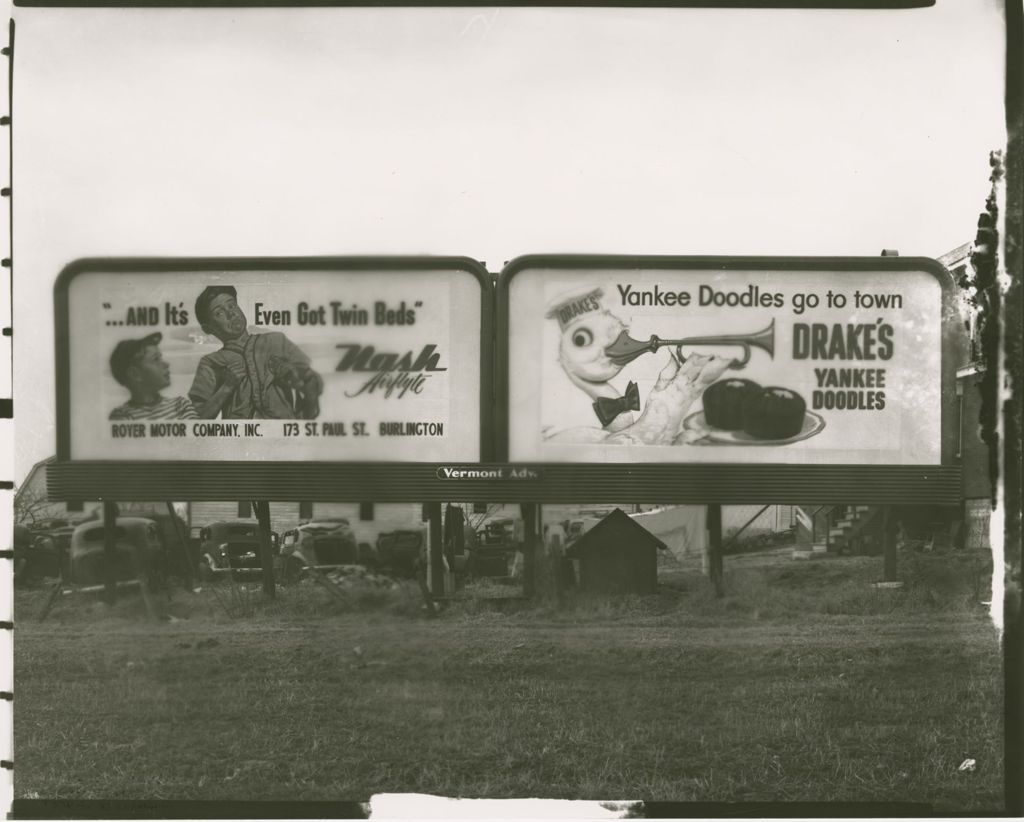 "...AND It's Even Got Twin Beds"
Nash
Airflyte
ROYER MOTOR COMPANY, INC. 173 ST. PAUL ST. BURLINGTON
DRAKE'S
Yankee Doodles go to town
DRAKE'S
YANKEE
DOODLES
Vermont Adv.